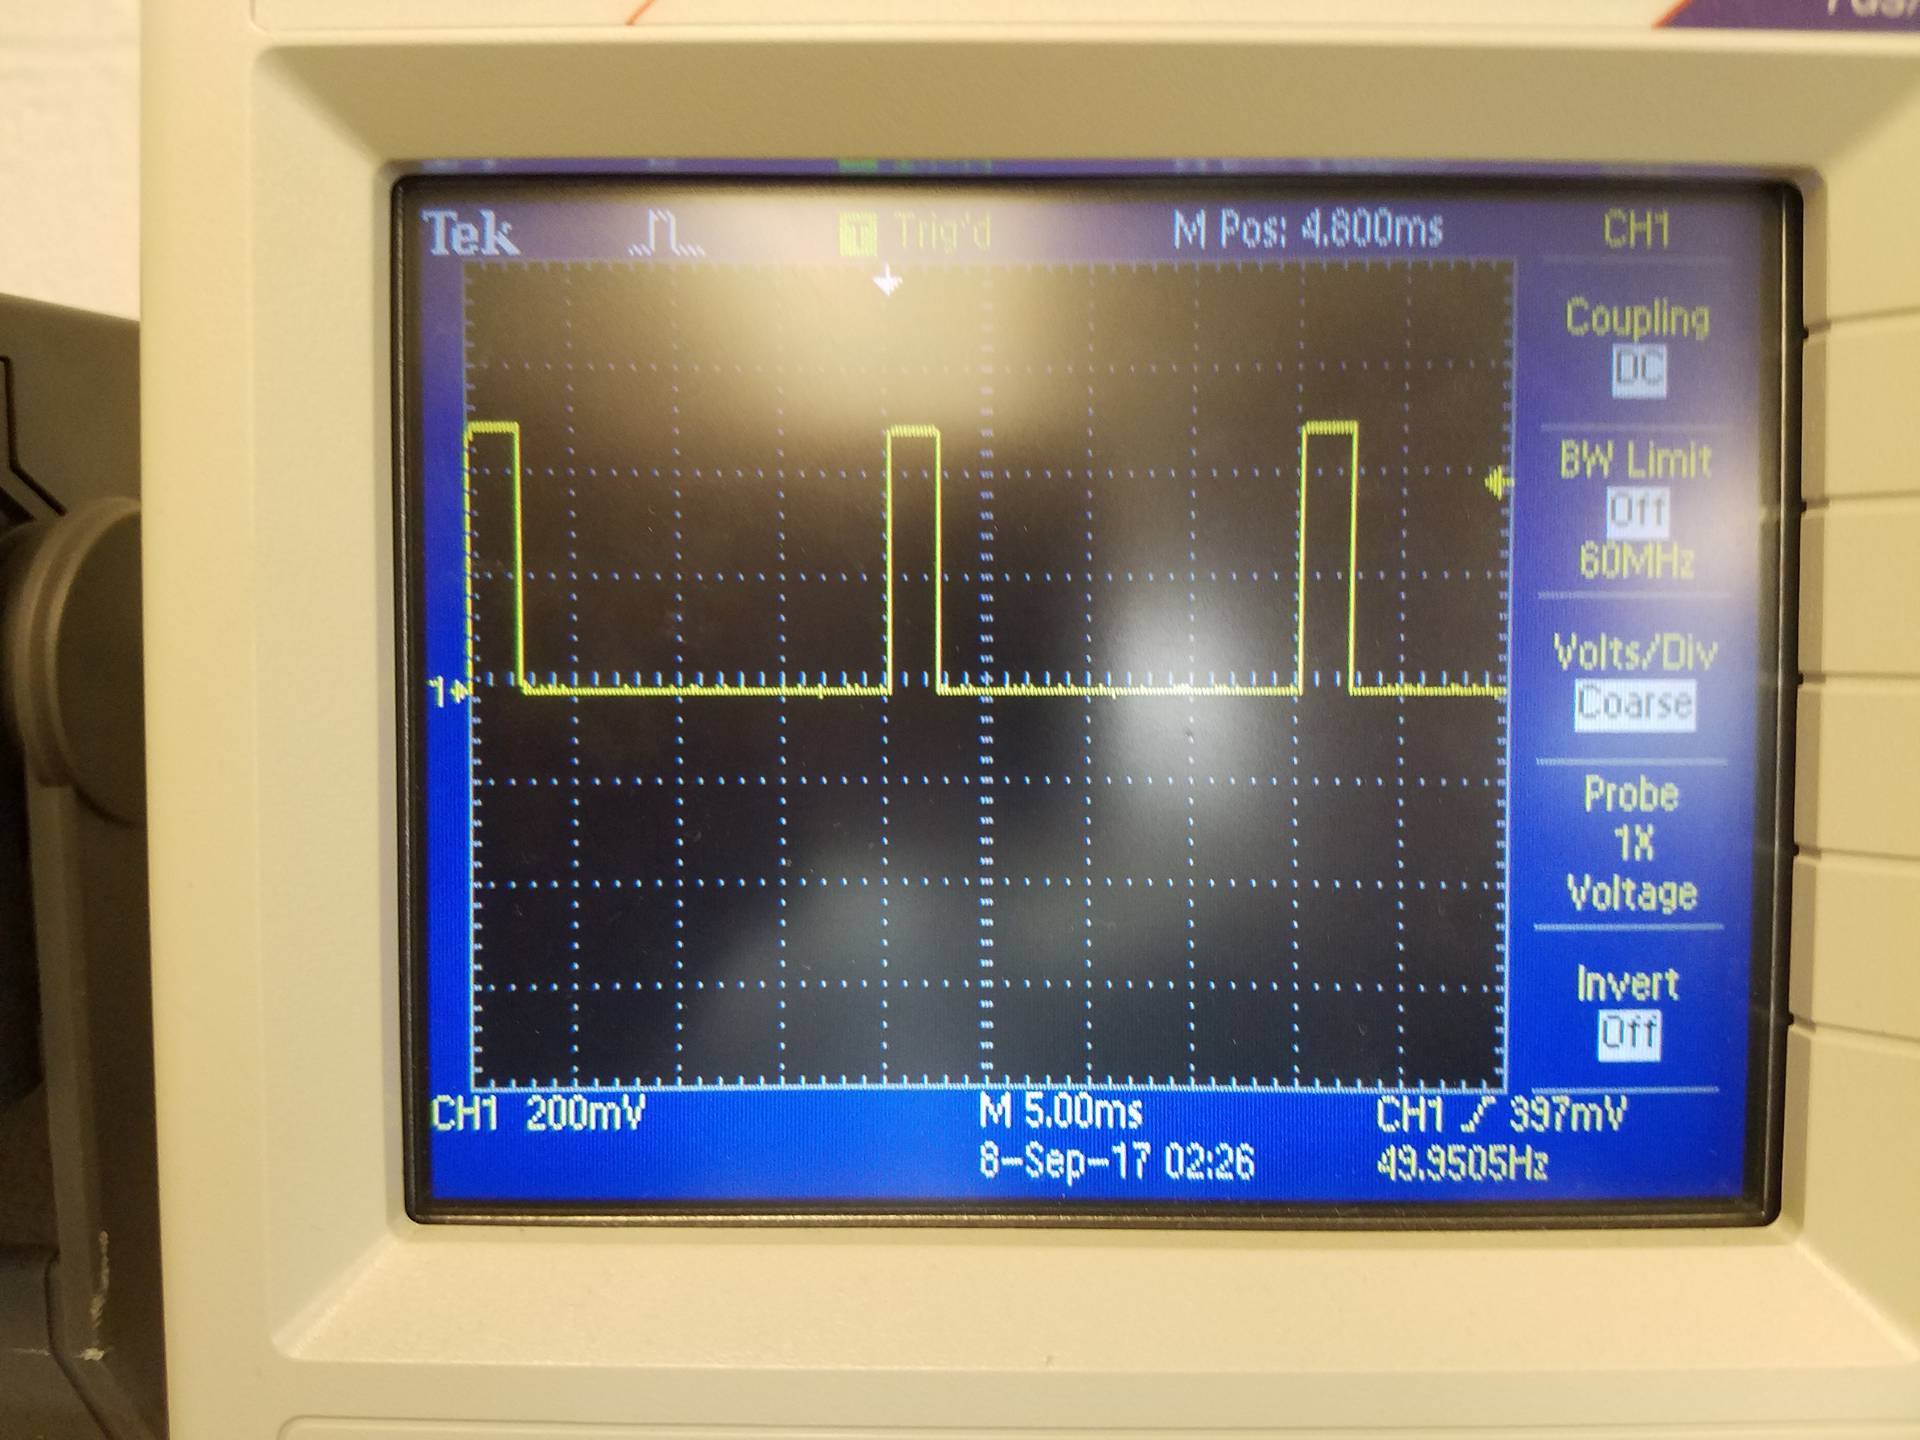 Tek T Trig'd M Pos: 4.800ms CH1
Coupling
DC
BW Limit
Off
60MHz
Volts/Div
Coarse
Probe
1X
Voltage
Invert
Off
1
CH1 200mV M 5.00ms CH1 397mV
8-Sep-17 02:26 49.9505Hz